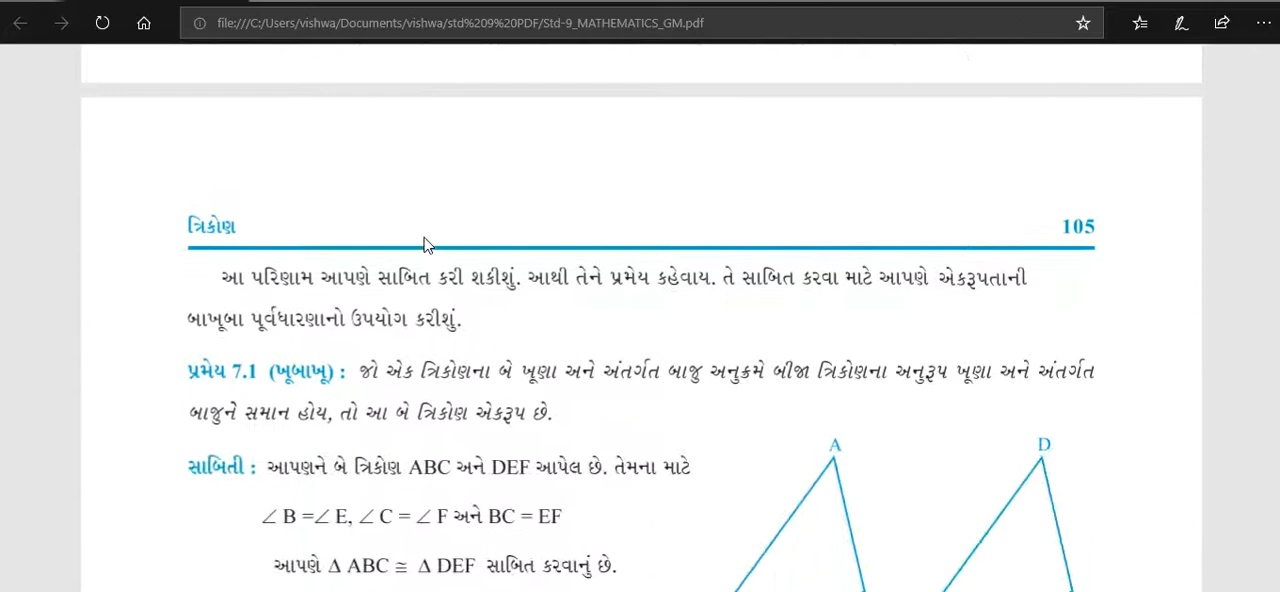 file:///C:/Users/vishwa/Documents/vishwa/std%209%20PDF/Std-9_MATHEMATICS_GM.pdf
ત્રિકોણ 105
આ પરિણામ આપણે સાબિત કરી શકીશું. આથી તેને પ્રમેય કહેવાય. તે સાબિત કરવા માટે આપણે એકરૂપતાની
બાખૂબા પૂર્વધારણાનો ઉપયોગ કરીશું.
પ્રમેય 7.1 (ખૂબાખૂ) : જો એક ત્રિકોણના બે ખૂણા અને અંતર્ગત બાજુ અનુક્રમે બીજા ત્રિકોણના અનુરૂપ ખૂણા અને અંતર્ગત
બાજુને સમાન હોય, તો આ બે ત્રિકોણ એકરૂપ છે.
A D
સાબિતી : આપણને બે ત્રિકોણ ABC અને DEF આપેલ છે. તેમના માટે
∠ B =∠ E, ∠ C = ∠ F અને BC = EF
આપણે Δ ABC ≅ Δ DEF સાબિત કરવાનું છે.